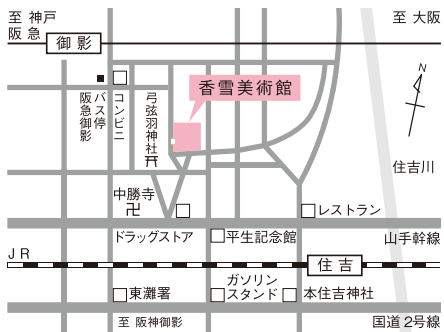 至 神戸
阪急
至 大阪
御影
N
香雪美術館
バス停
阪急御影
コンビニ
弓弦羽神社
住吉川
中勝寺
卍
レストラン
ドラッグストア
平生記念館
山手幹線
JR
住吉
ガソリン
スタンド
東灘署
本住吉神社
至 阪神御影
国道2号線